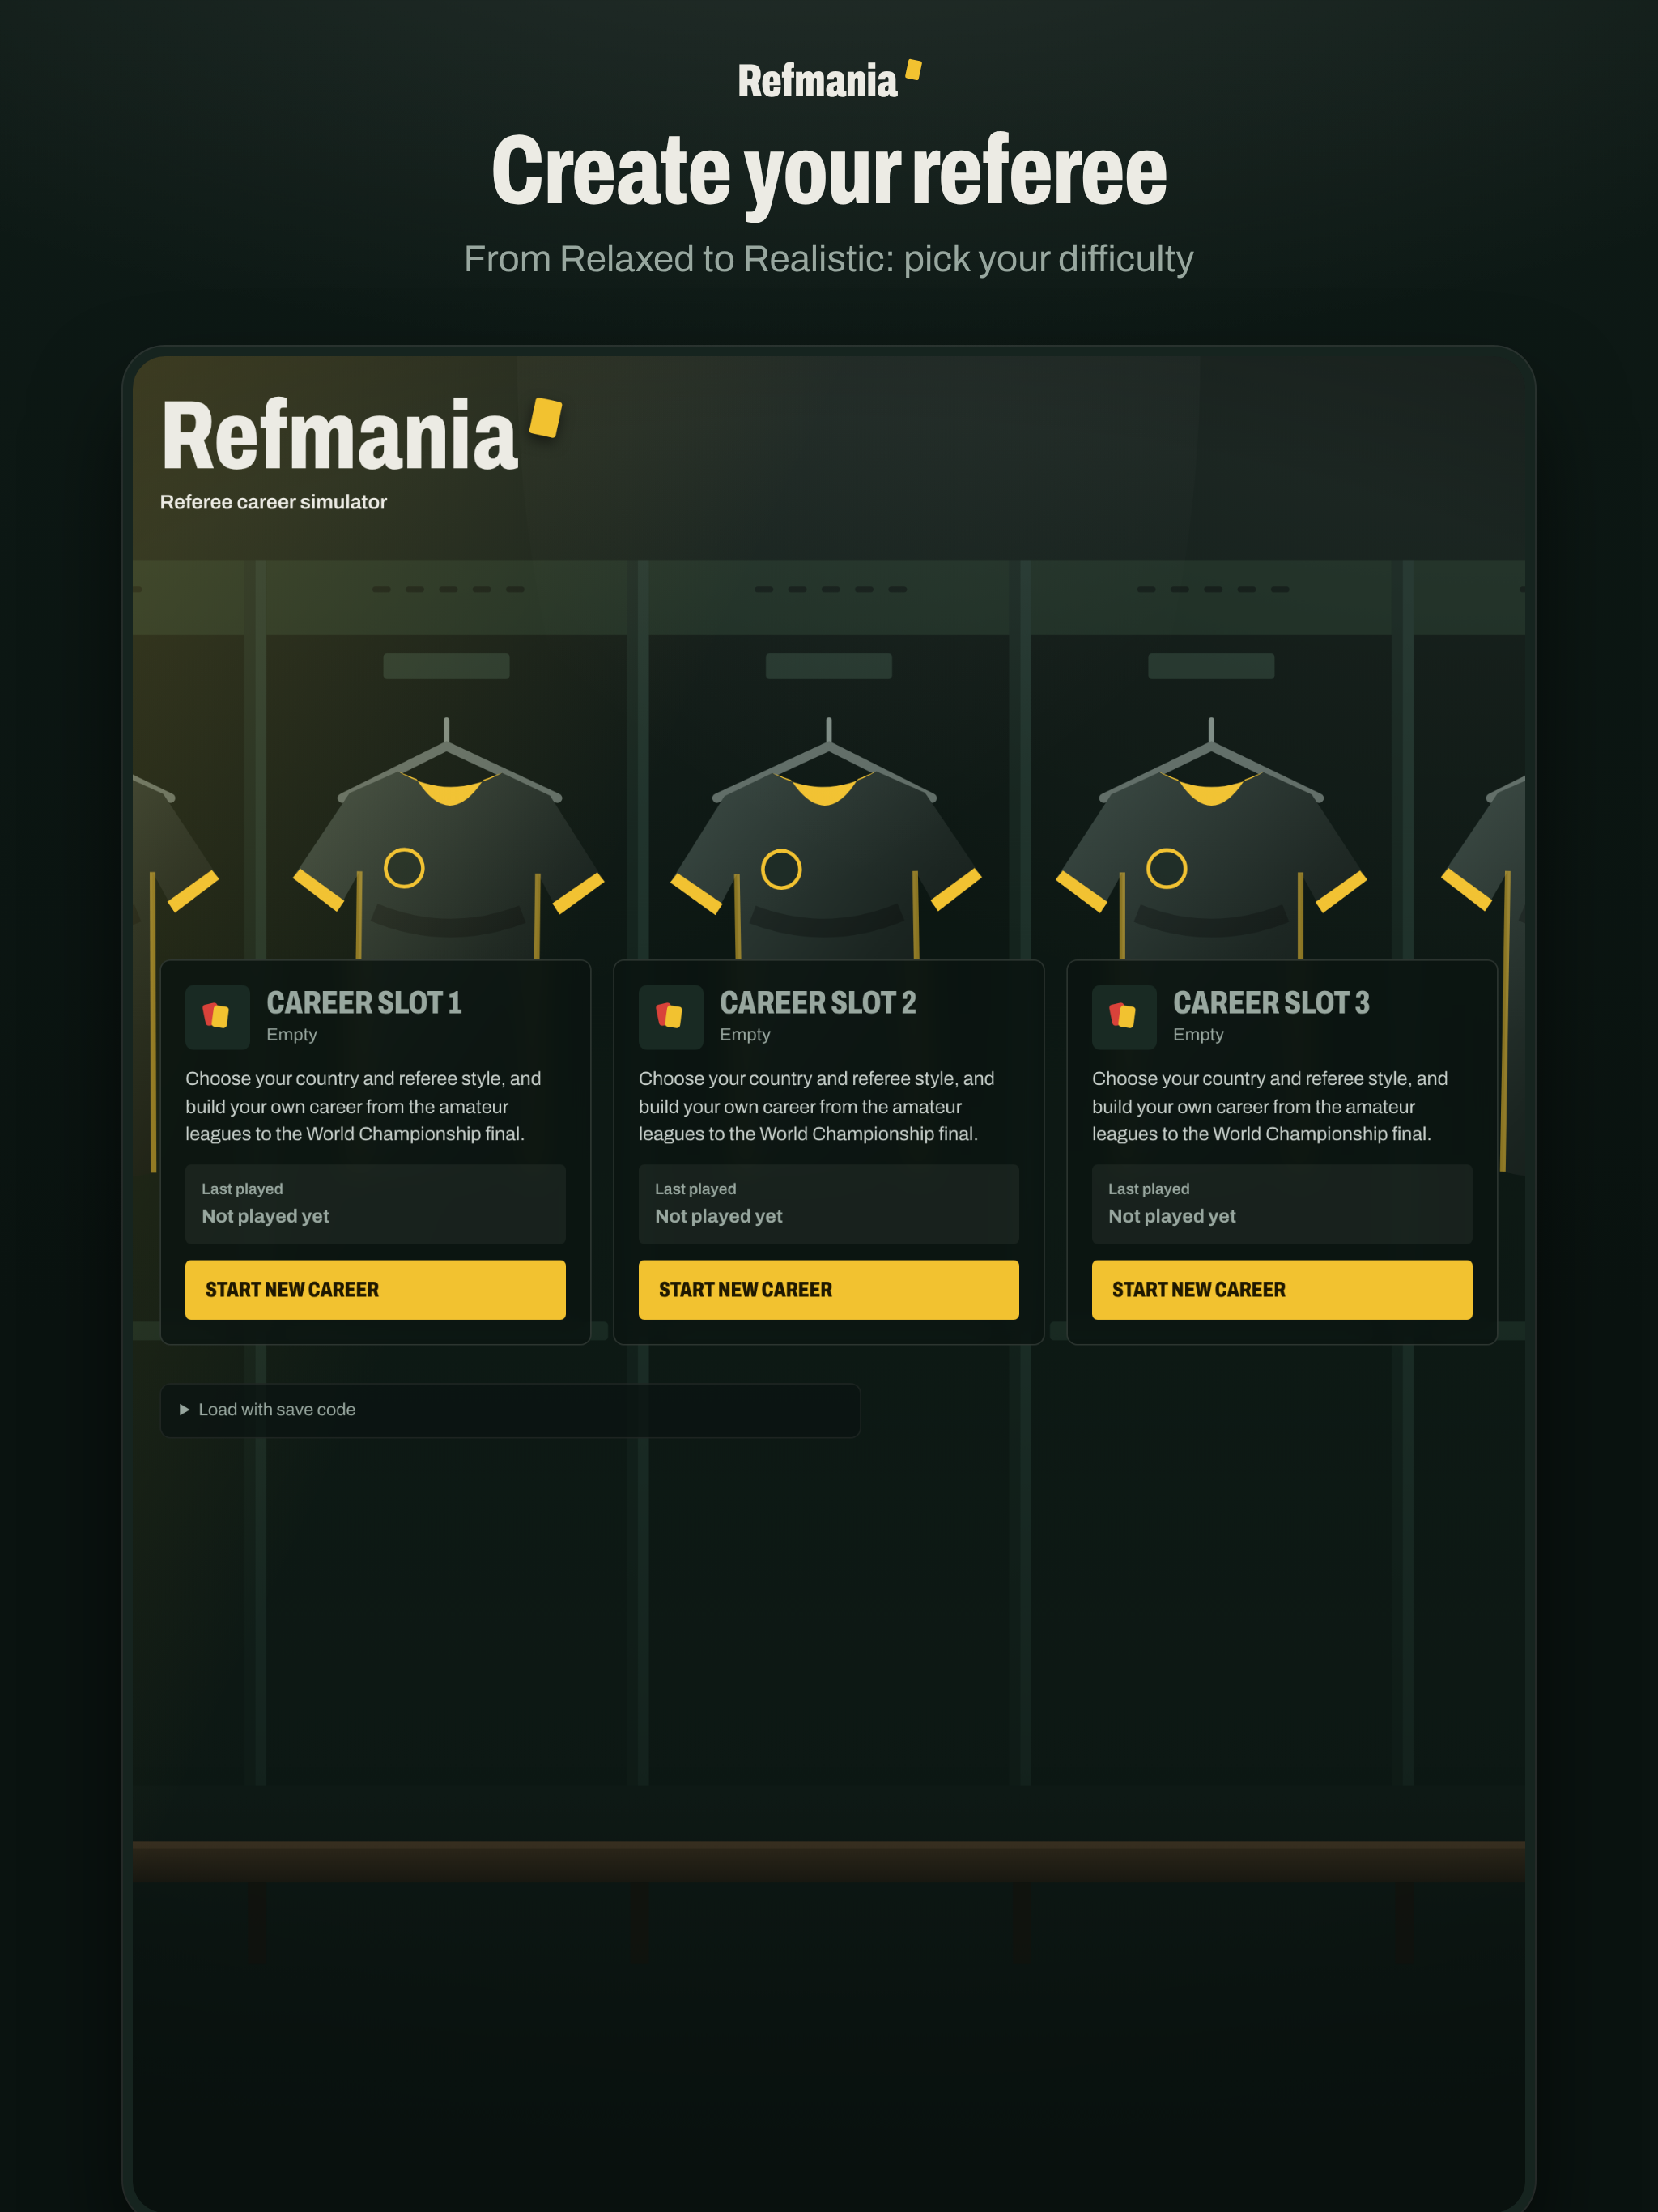 Refmania
Create your referee
From Relaxed to Realistic: pick your difficulty
Refmania
Referee career simulator
CAREER SLOT 1
Empty
Choose your country and referee style, and
build your own career from the amateur
leagues to the World Championship final.
Last played
Not played yet
START NEW CAREER
CAREER SLOT 2
Empty
Choose your country and referee style, and
build your own career from the amateur
leagues to the World Championship final.
Last played
Not played yet
START NEW CAREER
CAREER SLOT 3
Empty
Choose your country and referee style, and
build your own career from the amateur
leagues to the World Championship final.
Last played
Not played yet
START NEW CAREER
Load with save code